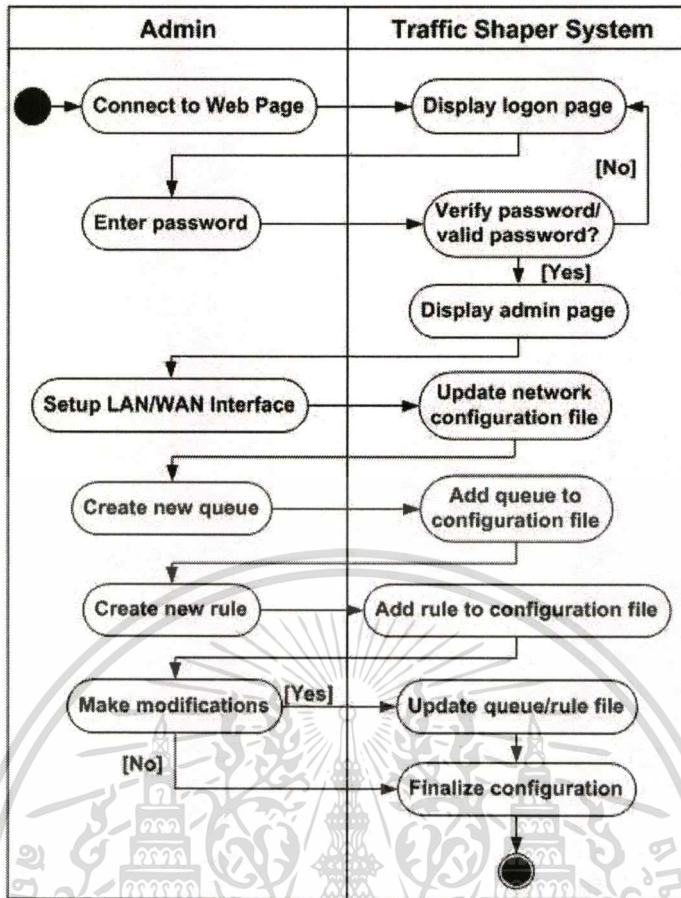 Admin
Traffic Shaper System
Connect to Web Page
Display logon page
[No]
Enter password
Verify password/
valid password?
[Yes]
Display admin page
Setup LAN/WAN Interface
Update network
configuration file
Create new queue
Add queue to
configuration file
Create new rule
Add rule to configuration file
Make modifications
[Yes]
Update queue/rule file
[No]
Finalize configuration